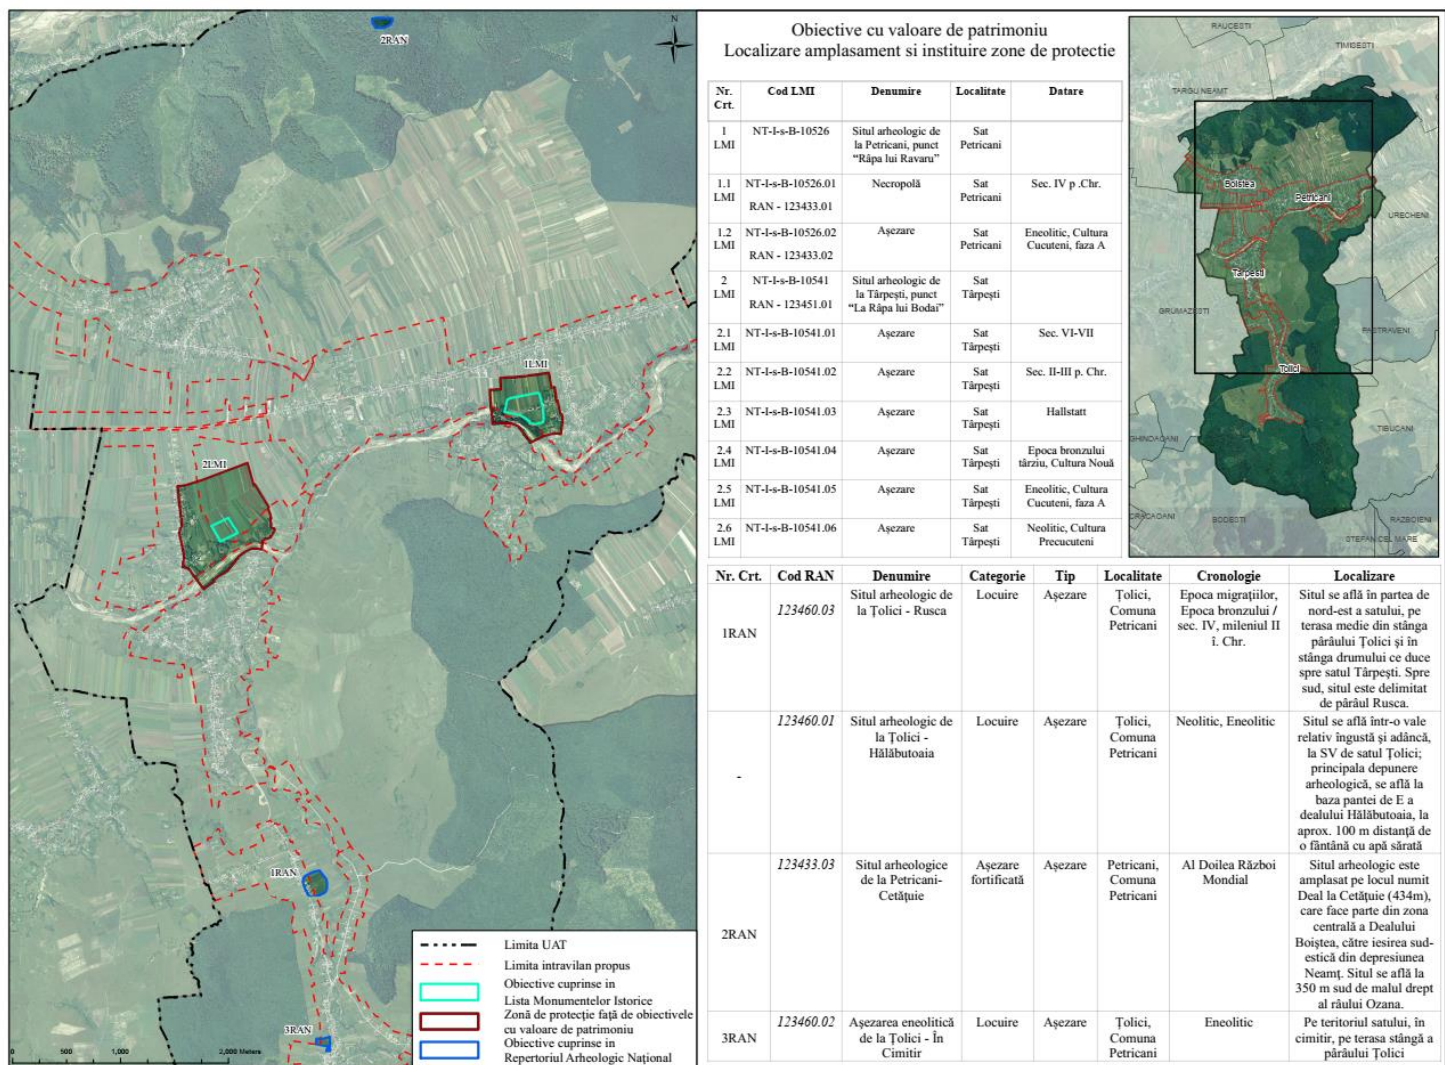 2RAN
N
1LMI
2LMI
1RAN
3RAN
0 500 1,000 2,000 Meters
Limita UAT
Limita intravilan propus
Obiective cuprinse in
Lista Monumentelor Istorice
Zonă de protecție față de obiectivele
cu valoare de patrimoniu
Obiective cuprinse in
Repertoriul Arheologic Național
Obiective cu valoare de patrimoniu
Localizare amplasament si instituire zone de protectie
Nr. Crt. Cod LMI Denumire Localitate Datare
1 LMI NT-I-s-B-10526 Situl arheologic de la Petricani, punct “Râpa lui Ravaru” Sat Petricani
1.1 LMI NT-I-s-B-10526.01 RAN - 123433.01 Necropolă Sat Petricani Sec. IV p .Chr.
1.2 LMI NT-I-s-B-10526.02 RAN - 123433.02 Așezare Sat Petricani Eneolitic, Cultura Cucuteni, faza A
2 LMI NT-I-s-B-10541 RAN - 123451.01 Situl arheologic de la Târpești, punct “La Râpa lui Bodai” Sat Târpești
2.1 LMI NT-I-s-B-10541.01 Așezare Sat Târpești Sec. VI-VII
2.2 LMI NT-I-s-B-10541.02 Așezare Sat Târpești Sec. II-III p. Chr.
2.3 LMI NT-I-s-B-10541.03 Așezare Sat Târpești Hallstatt
2.4 LMI NT-I-s-B-10541.04 Așezare Sat Târpești Epoca bronzului târziu, Cultura Nouă
2.5 LMI NT-I-s-B-10541.05 Așezare Sat Târpești Eneolitic, Cultura Cucuteni, faza A
2.6 LMI NT-I-s-B-10541.06 Așezare Sat Târpești Neolitic, Cultura Precucuteni
RAUCESTI
TIMISESTI
TARGU NEAMT
Boistea
Petricani
URECHENI
Tarpesti
GRUMAZESTI
PASTRAVENI
Tolici
TIBUCANI
GHINDAOANI
BODESTI
RAZBOIENI
STEFAN CEL MARE
Nr. Crt. Cod RAN Denumire Categorie Tip Localitate Cronologie Localizare
1RAN 123460.03 Situl arheologic de la Țolici - Rusca Locuire Așezare Țolici, Comuna Petricani Epoca migrațiilor, Epoca bronzului / sec. IV, mileniul II î. Chr. Situl se află în partea de nord-est a satului, pe terasa medie din stânga pârâului Țolici și în stânga drumului ce duce spre satul Târpești. Spre sud, situl este delimitat de pârâul Rusca.
- 123460.01 Situl arheologic de la Țolici - Hălăbutoaia Locuire Așezare Țolici, Comuna Petricani Neolitic, Eneolitic Situl se află într-o vale relativ îngustă și adâncă, la SV de satul Țolici; principala depunere arheologică, se află la baza pantei de E a dealului Hălăbutoaia, la aprox. 100 m distanță de o fântână cu apă sărată
2RAN 123433.03 Situl arheologice de la Petricani- Cetățuie Așezare fortificată Așezare Petricani, Comuna Petricani Al Doilea Război Mondial Situl arheologic este amplasat pe locul numit Deal la Cetățuie (434m), care face parte din zona centrală a Dealului Boiștea, către iesirea sud-estică din depresiunea Neamț. Situl se află la 350 m sud de malul drept al râului Ozana.
3RAN 123460.02 Așezarea eneolitică de la Țolici - În Cimitir Locuire Așezare Țolici, Comuna Petricani Eneolitic Pe teritoriul satului, în cimitir, pe terasa stângă a pârâului Țolici